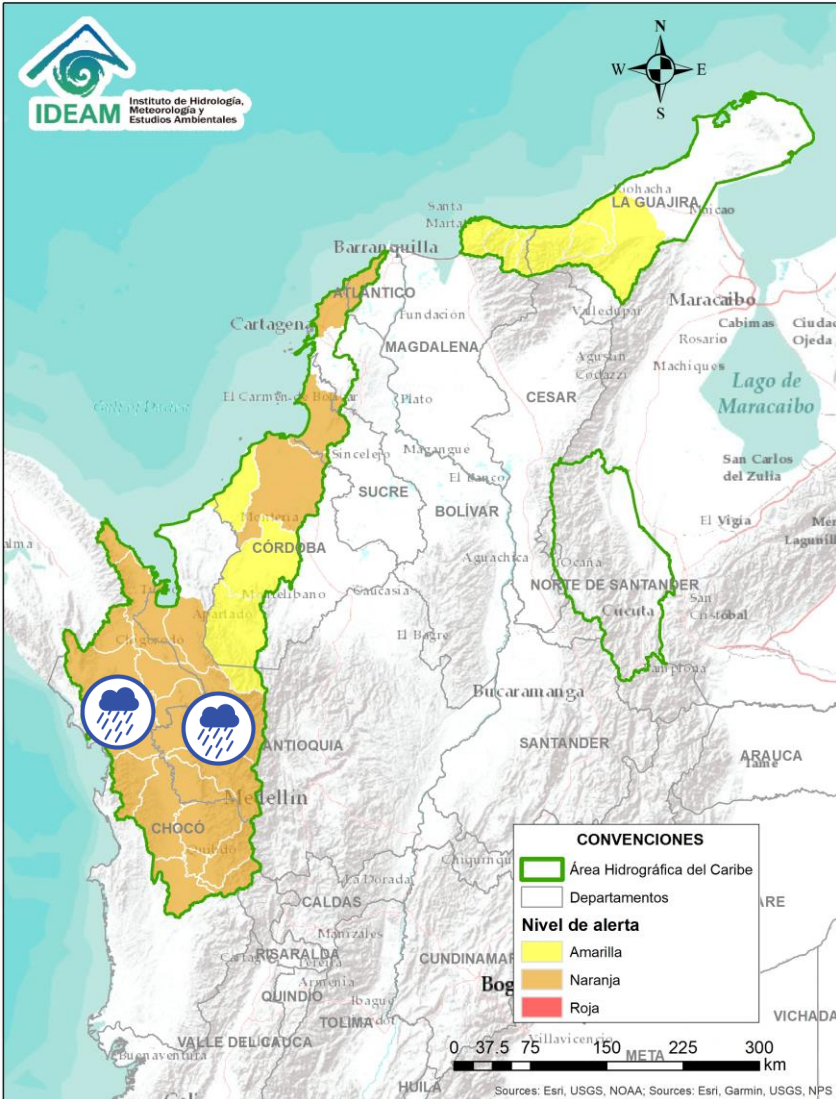 IDEAM
Instituto de Hidrología,
Meteorología y
Estudios Ambientales
N
W
E
S
Riohacha
LA GUAJIRA
Santa
Marta
Maicao
Barranquilla
ATLÁNTICO
Maracaibo
Cartagena
Fundación
Valledupar
Cabimas
Ciudad
Ojeda
Rosario
MAGDALENA
Agustín
Codazzi
Machiques
CESAR
Lago de
Maracaibo
El Carmen de Bolívar
Plato
Sincelejo
Magangué
San Carlos
del Zulia
El Banco
SUCRE
BOLÍVAR
Montería
El Vigía
CÓRDOBA
Aguachica
Ocaña
NORTE DE SANTANDER
Montelíbano
Caucasia
Cúcuta
San
Cristóbal
Turbo
Apartadó
Chigorodó
El Bagre
Pamplona
Bucaramanga
ANTIOQUIA
SANTANDER
ARAUCA
Tame
Medellín
CHOCÓ
Quibdó
La Dorada
CALDAS
Manizales
RISARALDA
Pereira
Armenia
QUINDÍO
Ibagué
TOLIMA
VALLE DEL CAUCA
Buenaventura
HUILA
Villavicencio
META
VICHADA
CONVENCIONES
Área Hidrográfica del Caribe
Departamentos
Nivel de alerta
Amarilla
Naranja
Roja
0 37.5 75 150 225 300
km
Sources: Esri, USGS, NOAA; Sources: Esri, Garmin, USGS, NPS